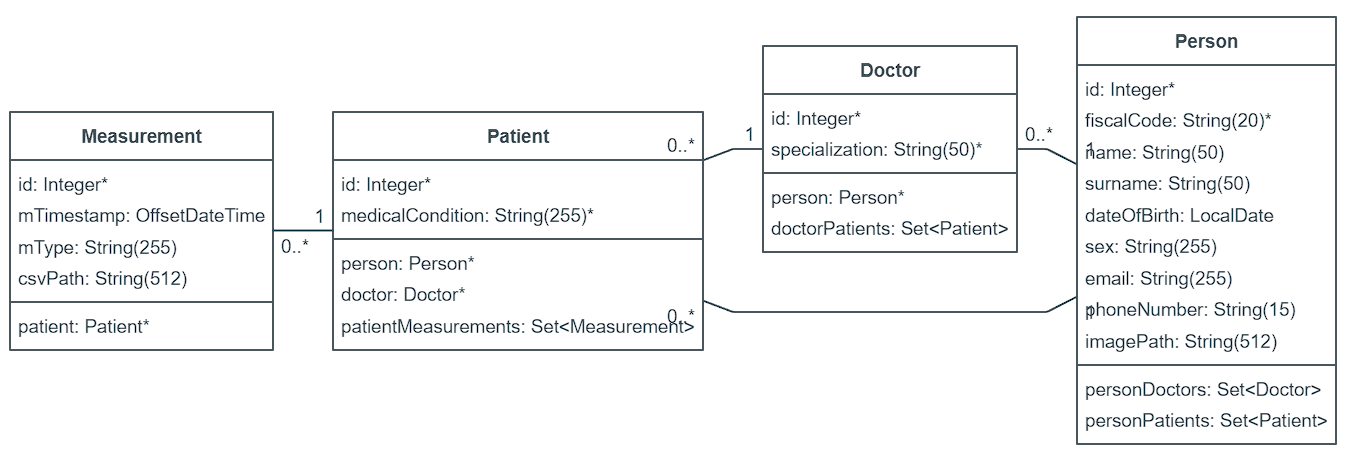 Measurement
id: Integer*
mTimestamp: OffsetDateTime
mType: String(255)
csvPath: String(512)
patient: Patient*
1
0..*
Patient
id: Integer*
medicalCondition: String(255)*
person: Person*
doctor: Doctor*
patientMeasurements: Set<Measurement>
0..*
1
0..*
Doctor
id: Integer*
specialization: String(50)*
person: Person*
doctorPatients: Set<Patient>
0..*
1
1
Person
id: Integer*
fiscalCode: String(20)*
name: String(50)
surname: String(50)
dateOfBirth: LocalDate
sex: String(255)
email: String(255)
phoneNumber: String(15)
imagePath: String(512)
personDoctors: Set<Doctor>
personPatients: Set<Patient>